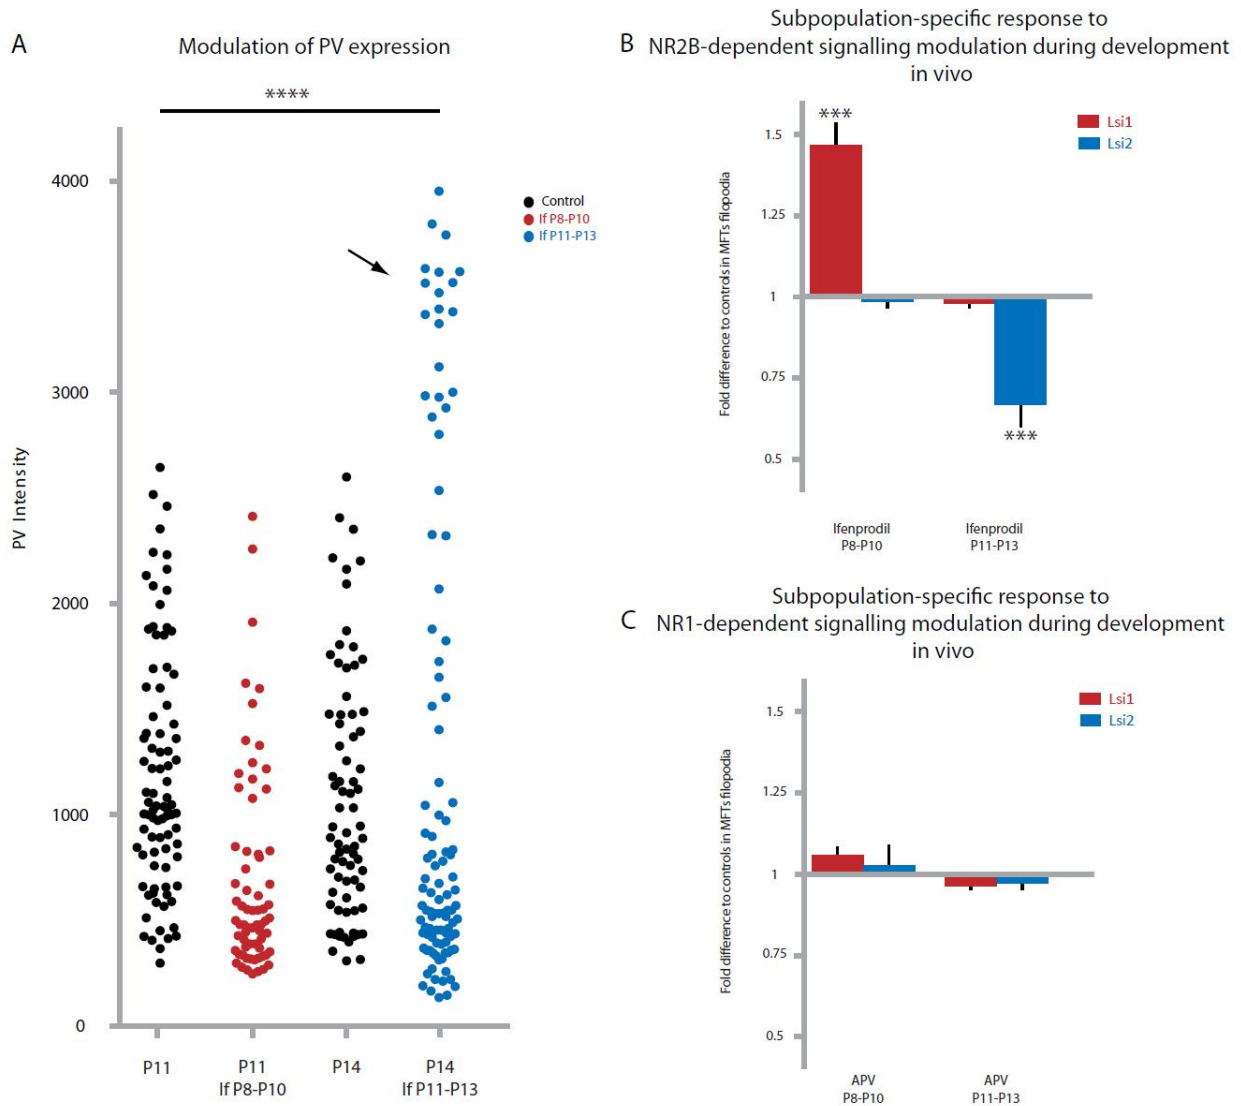 A
Modulation of PV expression
****
4000
3000
2000
1000
0
PV Intensity
Control
If P8-P10
If P11-P13
P11
P11
If P8-P10
P14
P14
If P11-P13
B
Subpopulation-specific response to
NR2B-dependent signalling modulation during development
in vivo
***
Lsi1
Lsi2
1.5
1.25
1
0.75
0.5
Fold difference to controls in MFTs filopodia
***
Ifenprodil
P8-P10
Ifenprodil
P11-P13
C
Subpopulation-specific response to
NR1-dependent signalling modulation during development
in vivo
Lsi1
Lsi2
1.5
1.25
1
0.75
0.5
Fold difference to controls in MFTs filopodia
APV
P8-P10
APV
P11-P13